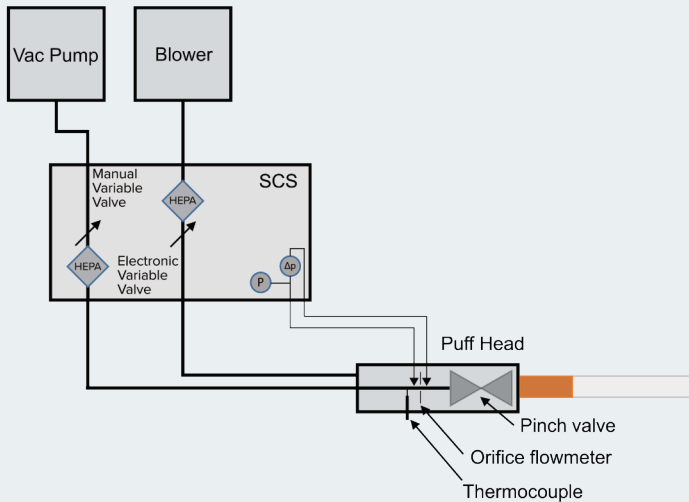 Vac Pump
Blower
SCS
Manual
Variable
Valve
HEPA
HEPA
Electronic
Variable
Valve
Δp
P
Puff Head
Pinch valve
Orifice flowmeter
Thermocouple